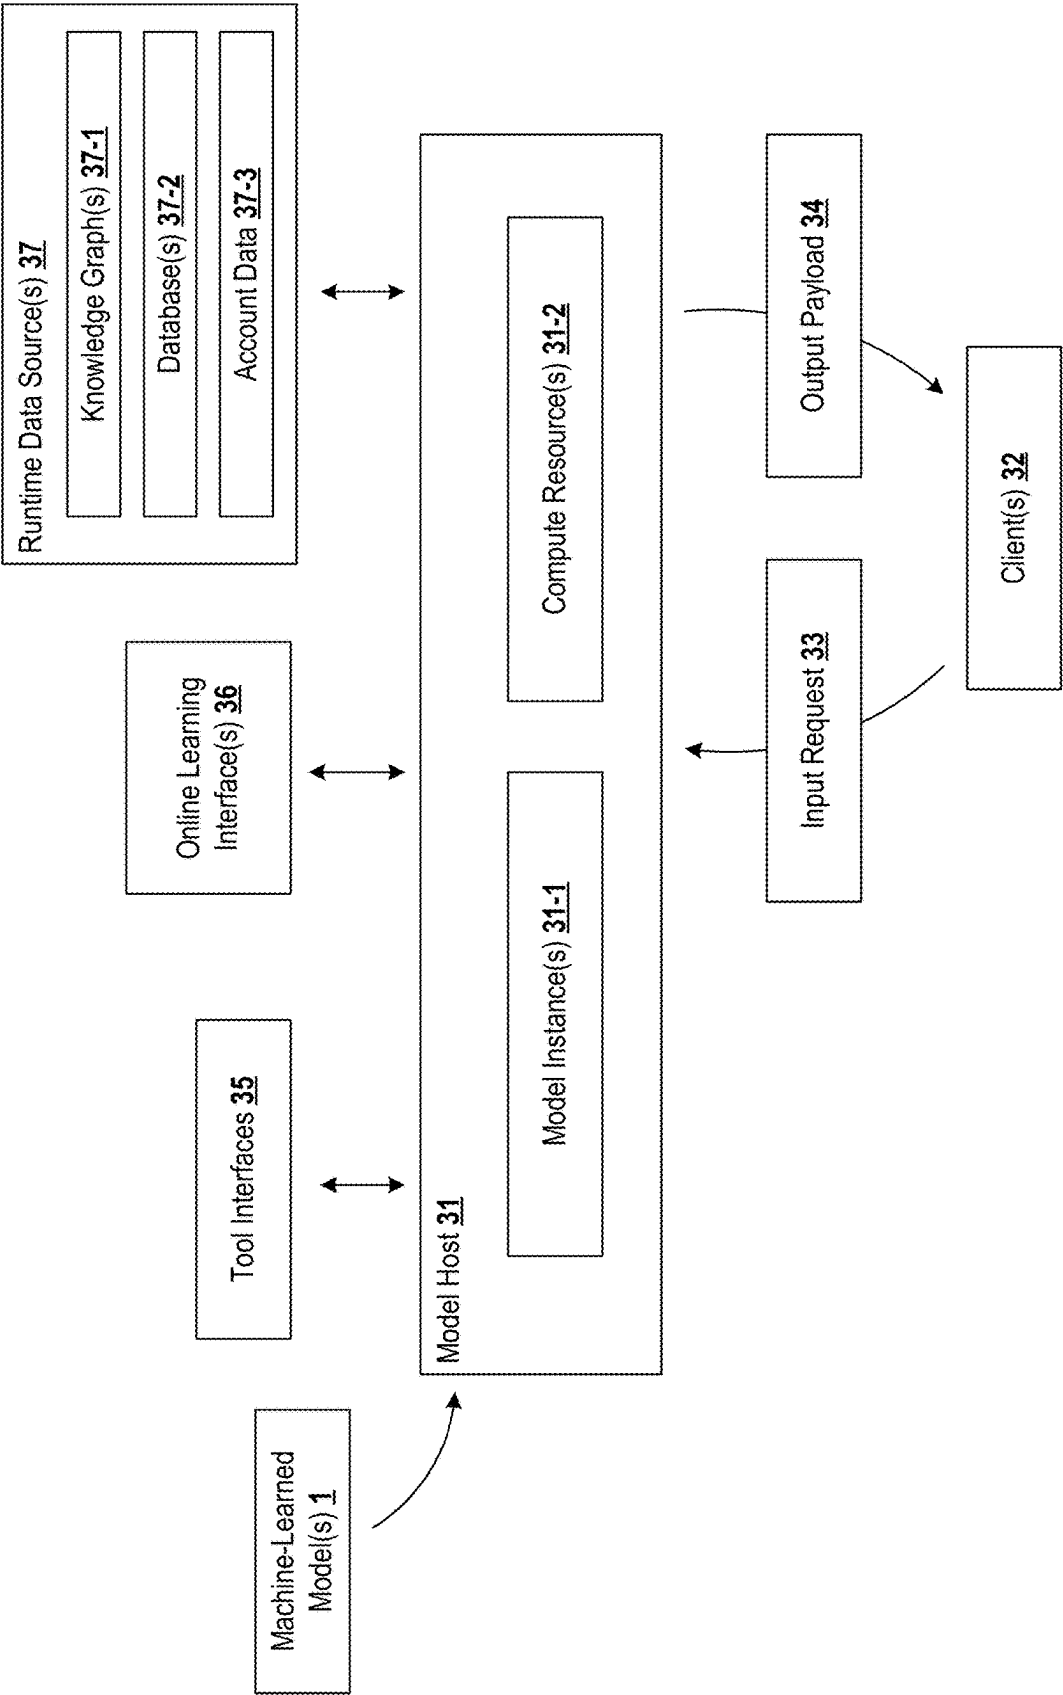 Runtime Data Source(s) 37
Knowledge Graph(s) 37-1
Database(s) 37-2
Account Data 37-3
Online Learning
Interface(s) 36
Tool Interfaces 35
Machine-Learned
Model(s) 1
Model Host 31
Model Instance(s) 31-1
Compute Resource(s) 31-2
Input Request 33
Output Payload 34
Client(s) 32